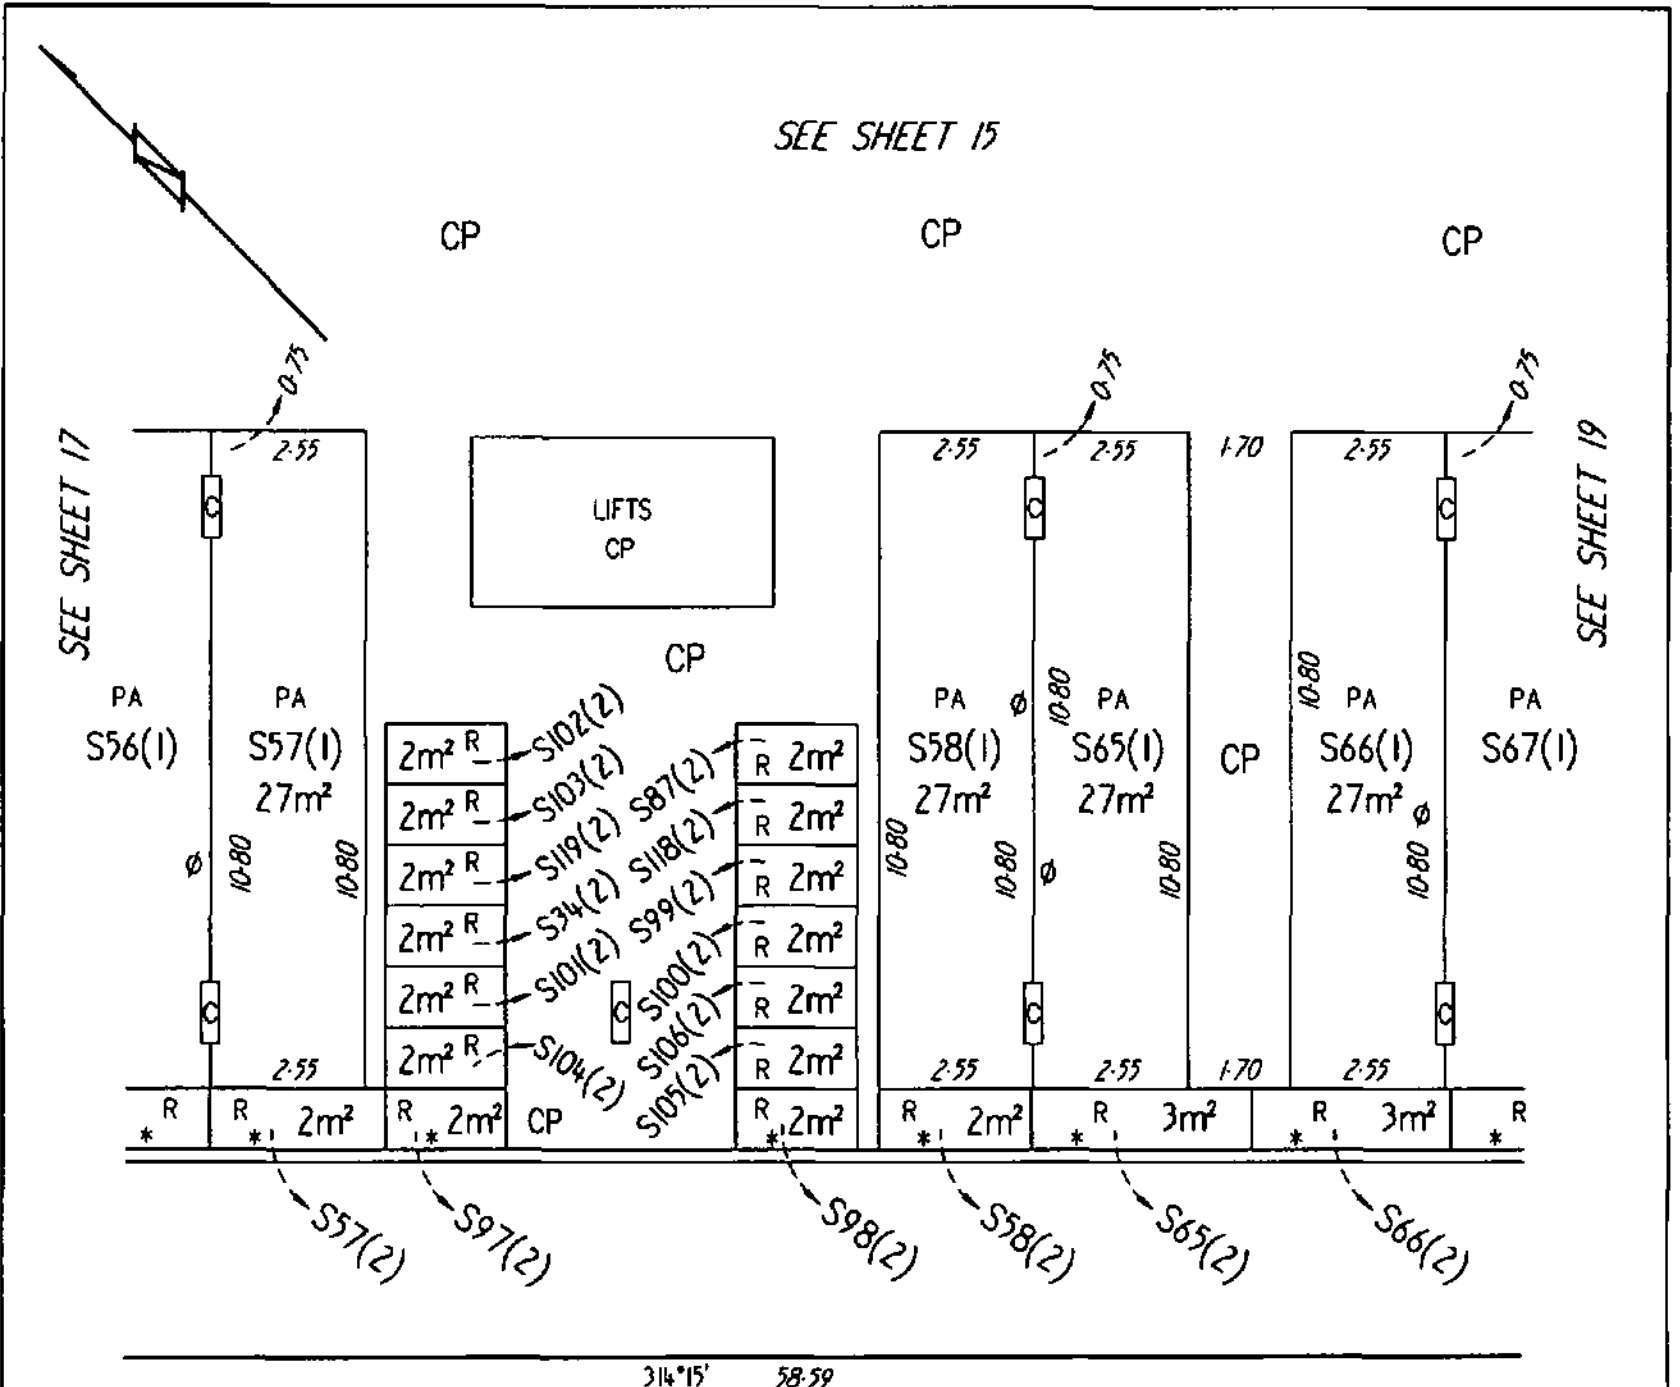 SEE SHEET 15
CP CP CP
0·75 0·75 0·75
SEE SHEET 17
SEE SHEET 19
2·55 2·55 2·55 1·70 2·55
C C C
LIFTS
CP
CP
PA PA PA PA PA PA
S56(1) S57(1) S58(1) S65(1) S66(1) S67(1)
27m² 27m² 27m² 27m²
CP
Ø 10·80 10·80
10·80 Ø 10·80 10·80 Ø 10·80
10·80 10·80 Ø
2m² R S102(2)
2m² R S103(2)
2m² R S119(2)
2m² R S34(2)
2m² R S101(2)
2m² R S104(2)
S87(2) R 2m²
S118(2) R 2m²
S99(2) R 2m²
S100(2) R 2m²
S106(2) R 2m²
S105(2) R 2m²
C C C C
2·55 2·55 2·55 1·70 2·55
R * R * 2m² R * 2m² CP R * 2m² R * 2m² R * 3m² R * 3m² R *
S57(2) S97(2) S98(2) S58(2) S65(2) S66(2)
314°15' 58·59